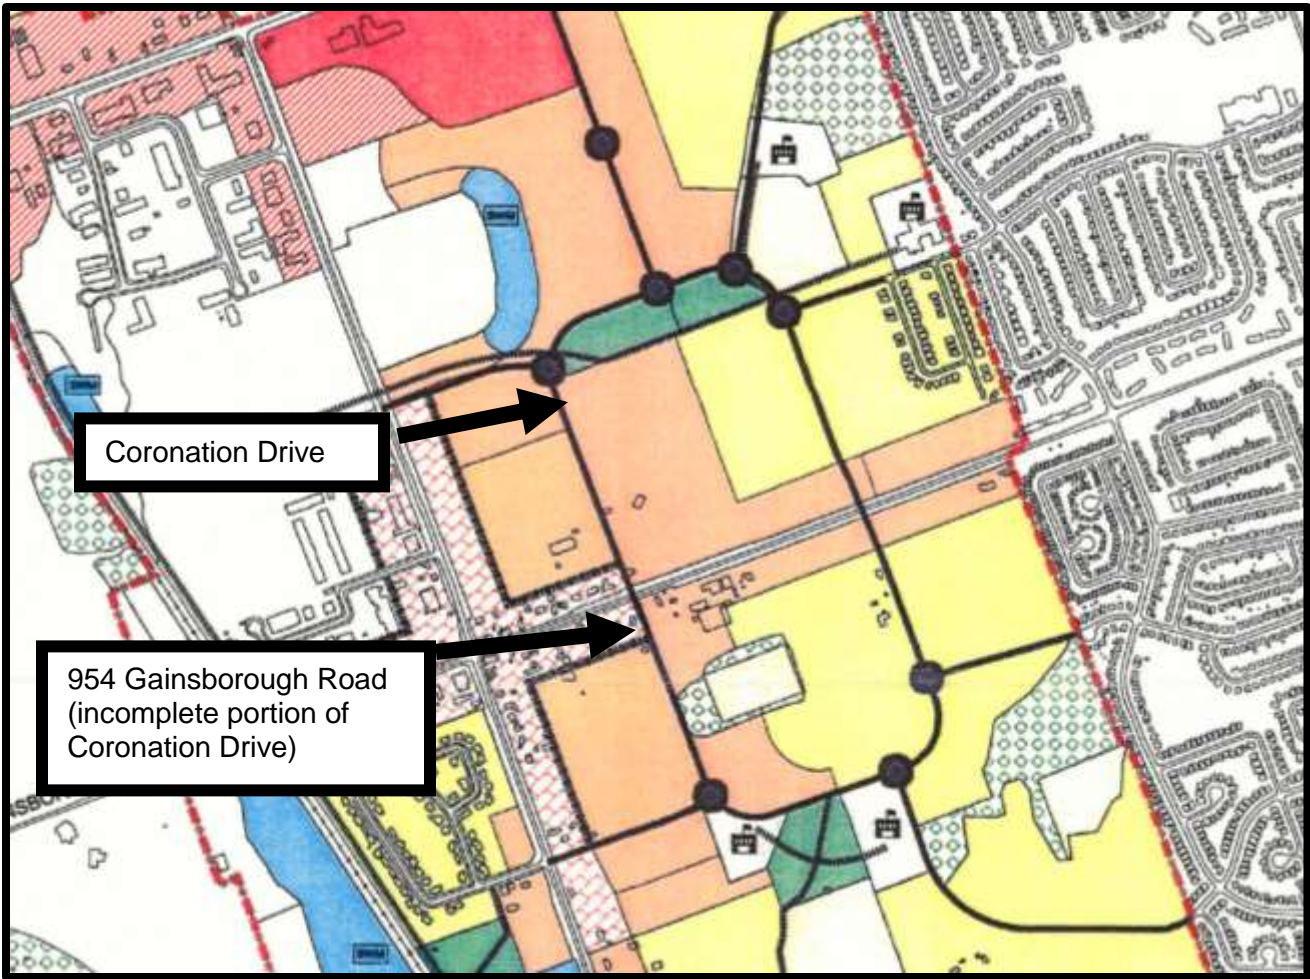 Coronation Drive
954 Gainsborough Road
(incomplete portion of
Coronation Drive)